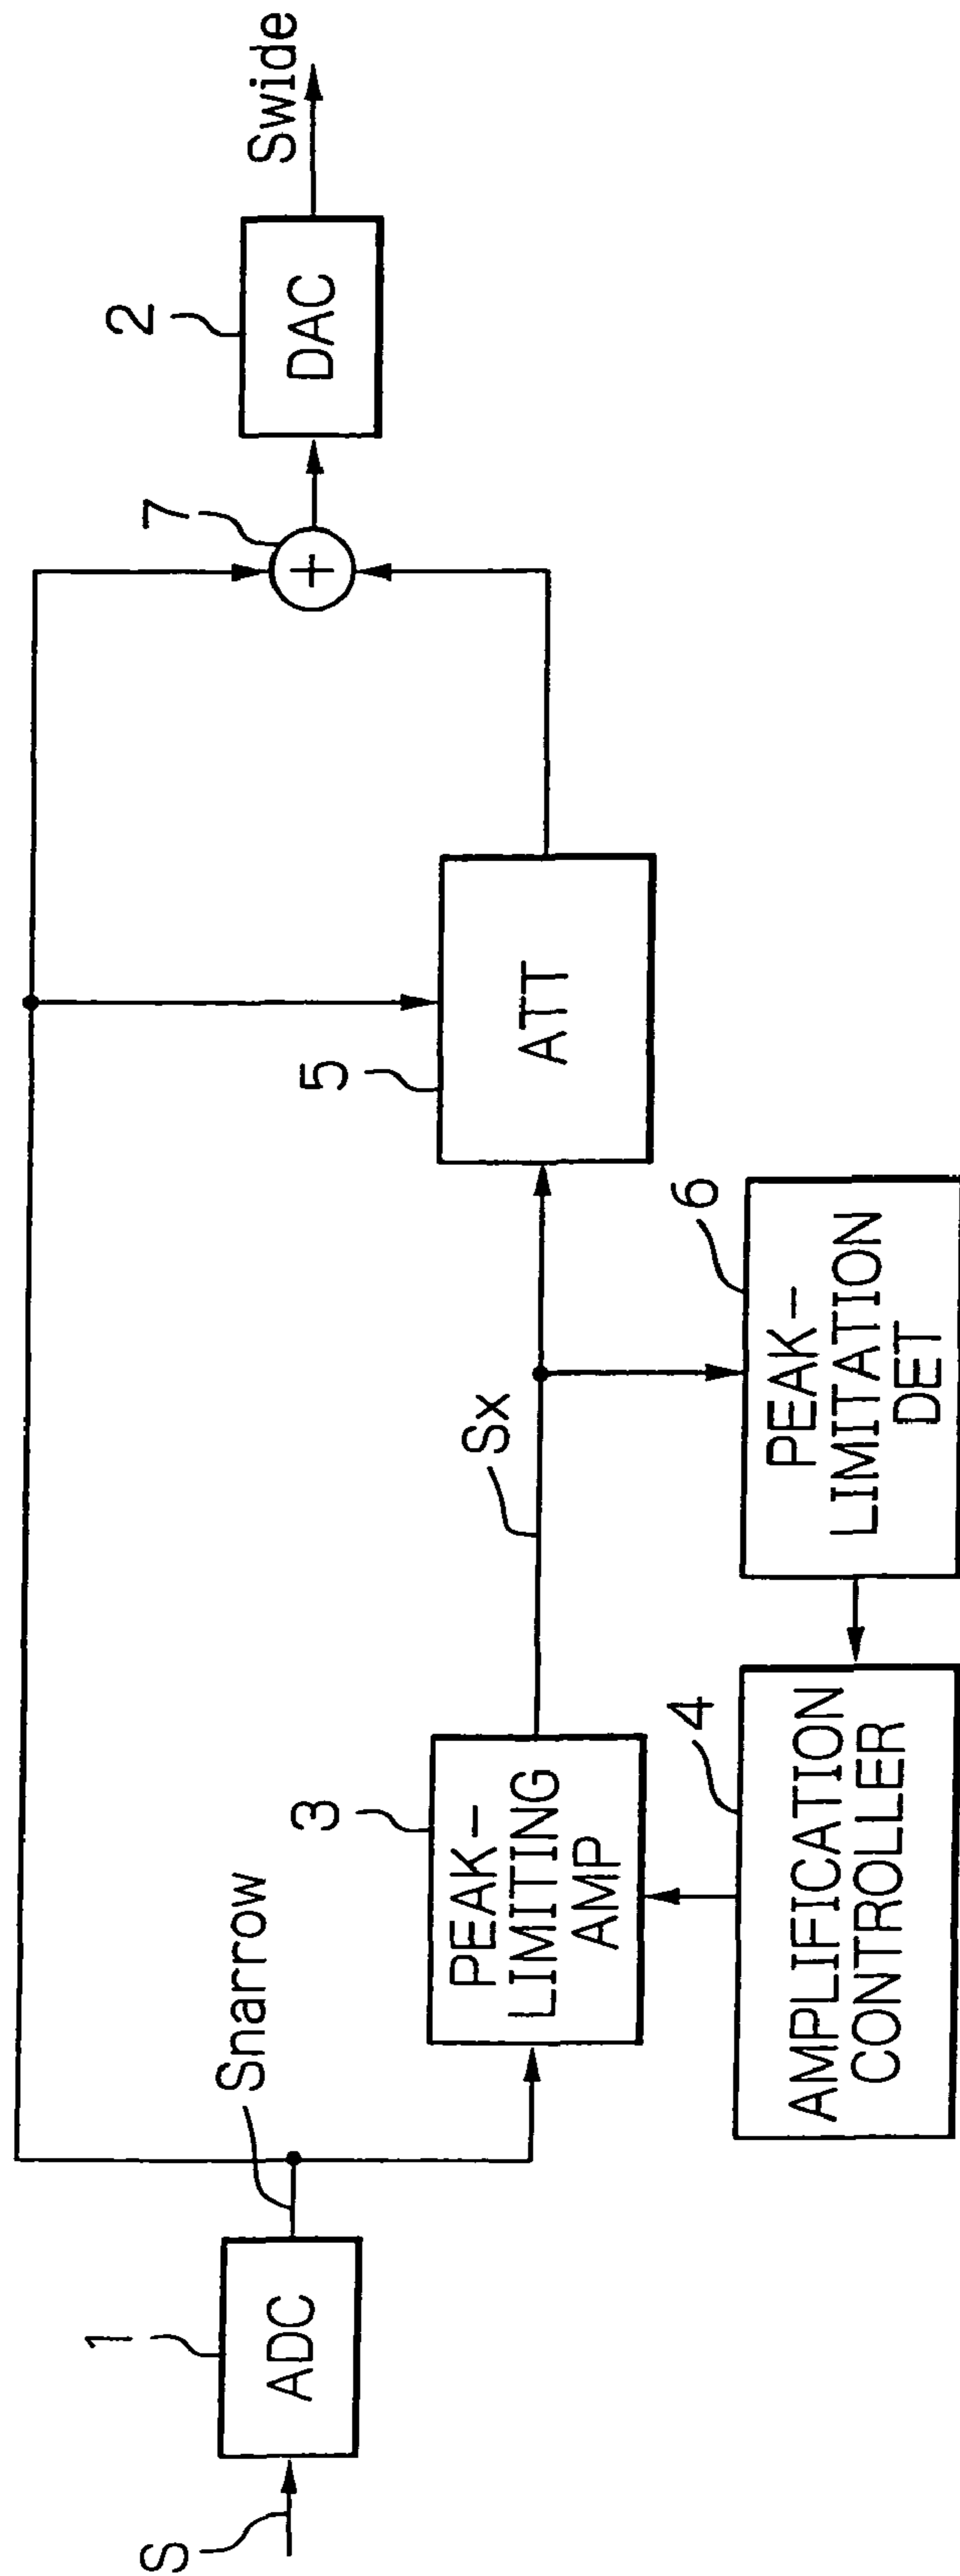 S
1
ADC
Snarrow
3
PEAK-
LIMITING
AMP
4
AMPLIFICATION
CONTROLLER
Sx
6
PEAK-
LIMITATION
DET
5
ATT
7
+
2
DAC
Swide